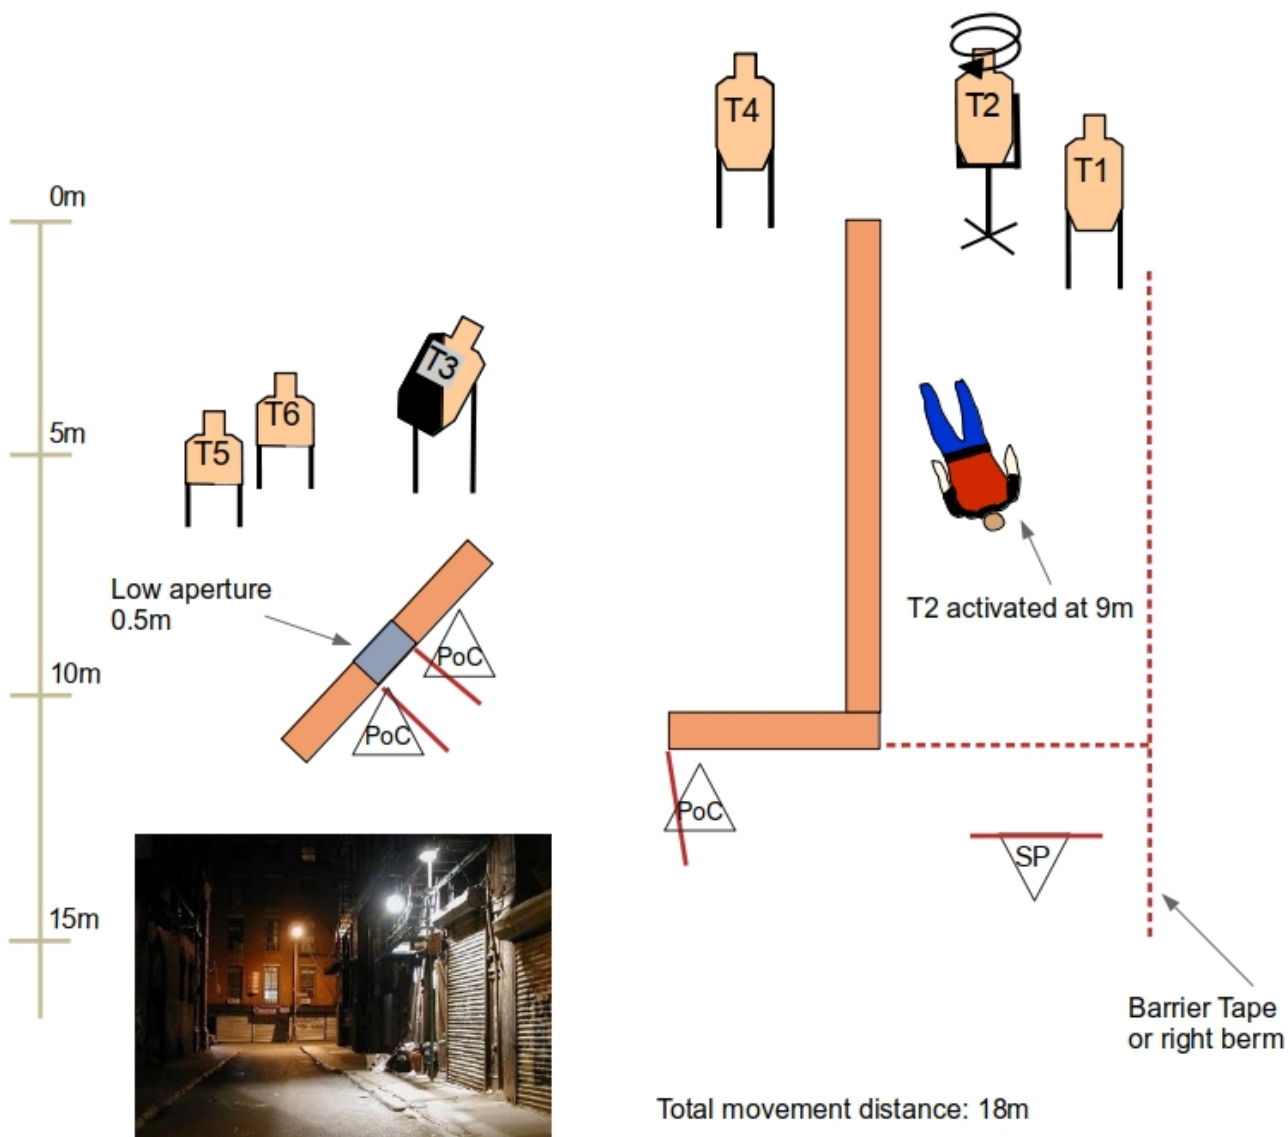 T4
T2
T1
0m
T3
T6
5m
T5
Low aperture
0.5m
T2 activated at 9m
PoC
10m
PoC
PoC
SP
15m
Barrier Tape
or right berm
Total movement distance: 18m